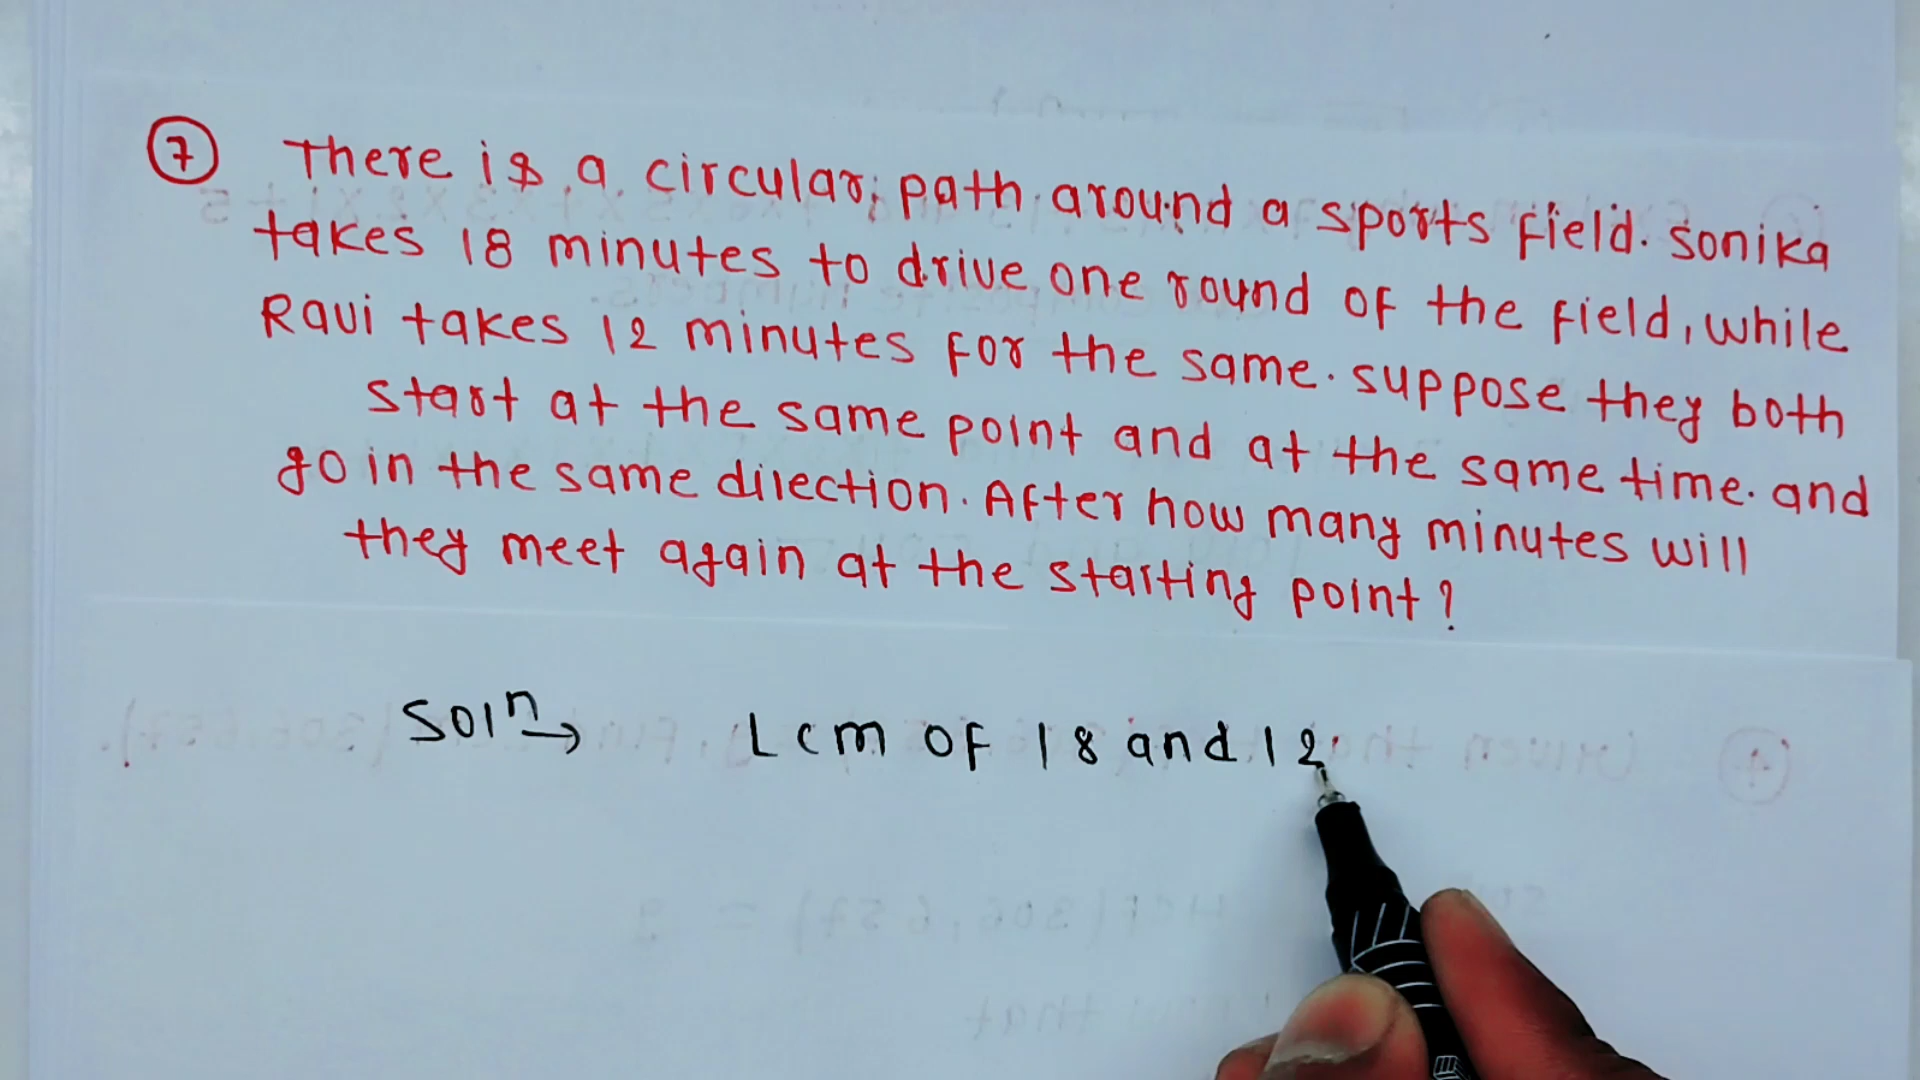 7 There is a circular path around a sports field. Sonika
takes 18 minutes to drive one round of the field, while
Ravi takes 12 minutes for the same. suppose they both
start at the same point and at the same time. and
go in the same direction. After how many minutes will
they meet again at the starting point?
Solⁿ→ Lcm of 18 and 12